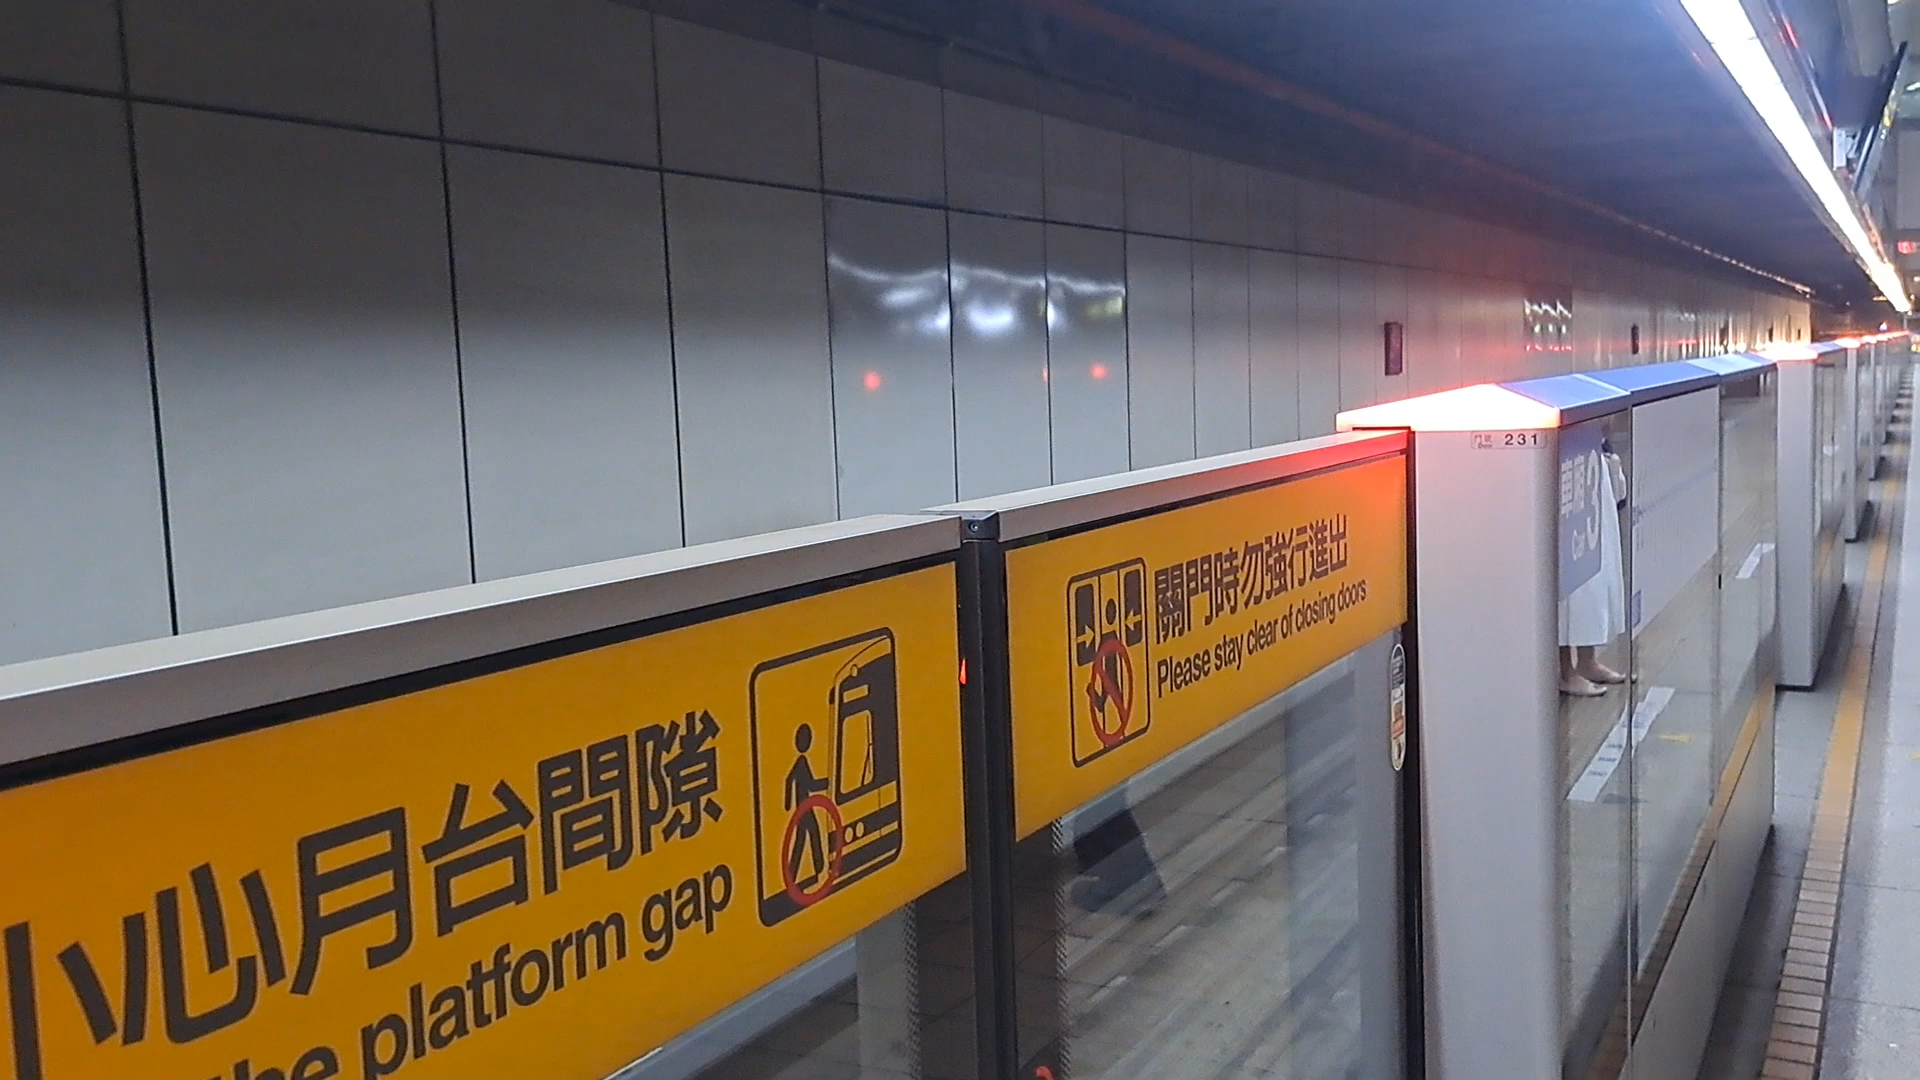 小心月台間隙
the platform gap
關門時勿強行進出
Please stay clear of closing doors
231
車廂 3
Car